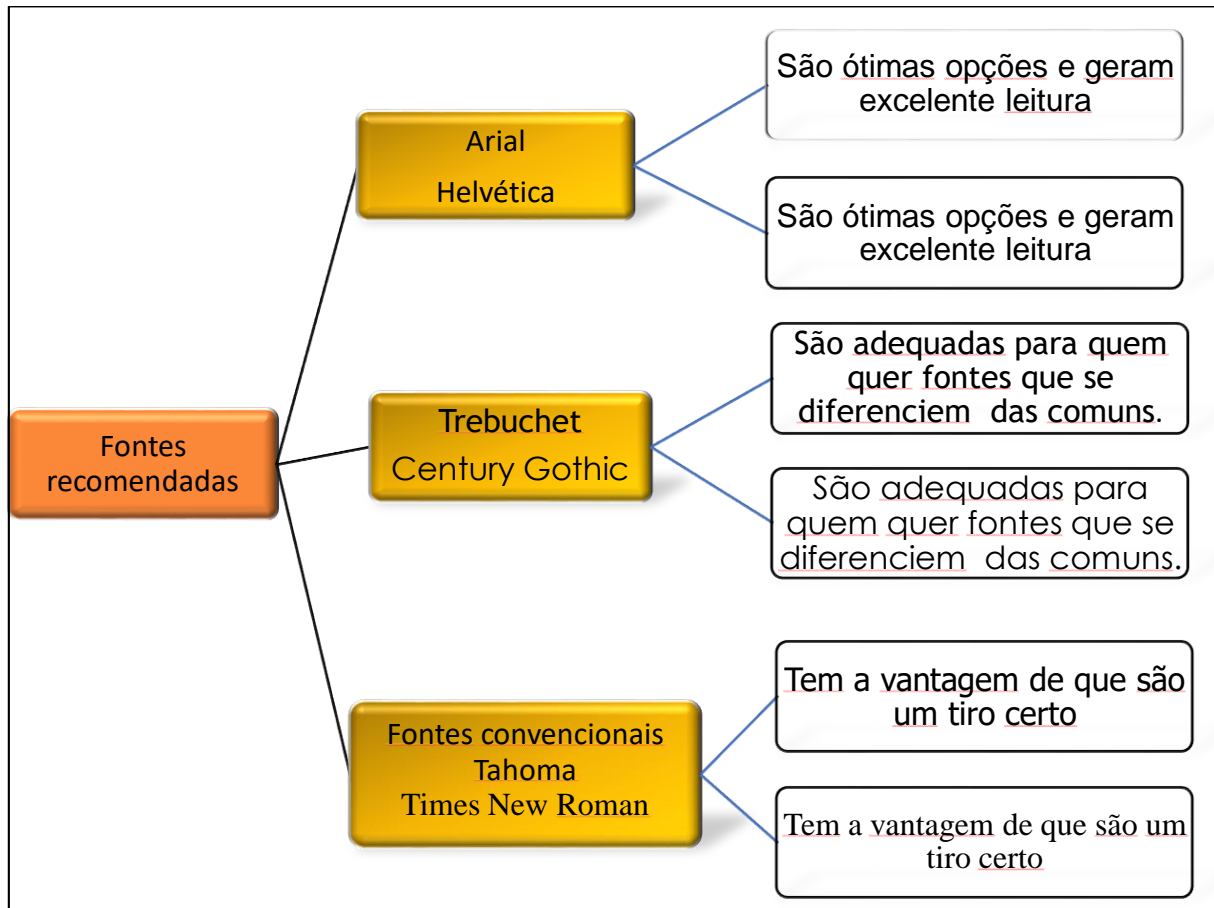 Fontes
recomendadas
Arial
Helvética
São ótimas opções e geram
excelente leitura
São ótimas opções e geram
excelente leitura
Trebuchet
Century Gothic
São adequadas para quem
quer fontes que se
diferenciem  das comuns.
São adequadas para
quem quer fontes que se
diferenciem  das comuns.
Fontes convencionais
Tahoma
Times New Roman
Tem a vantagem de que são
um tiro certo
Tem a vantagem de que são um
tiro certo